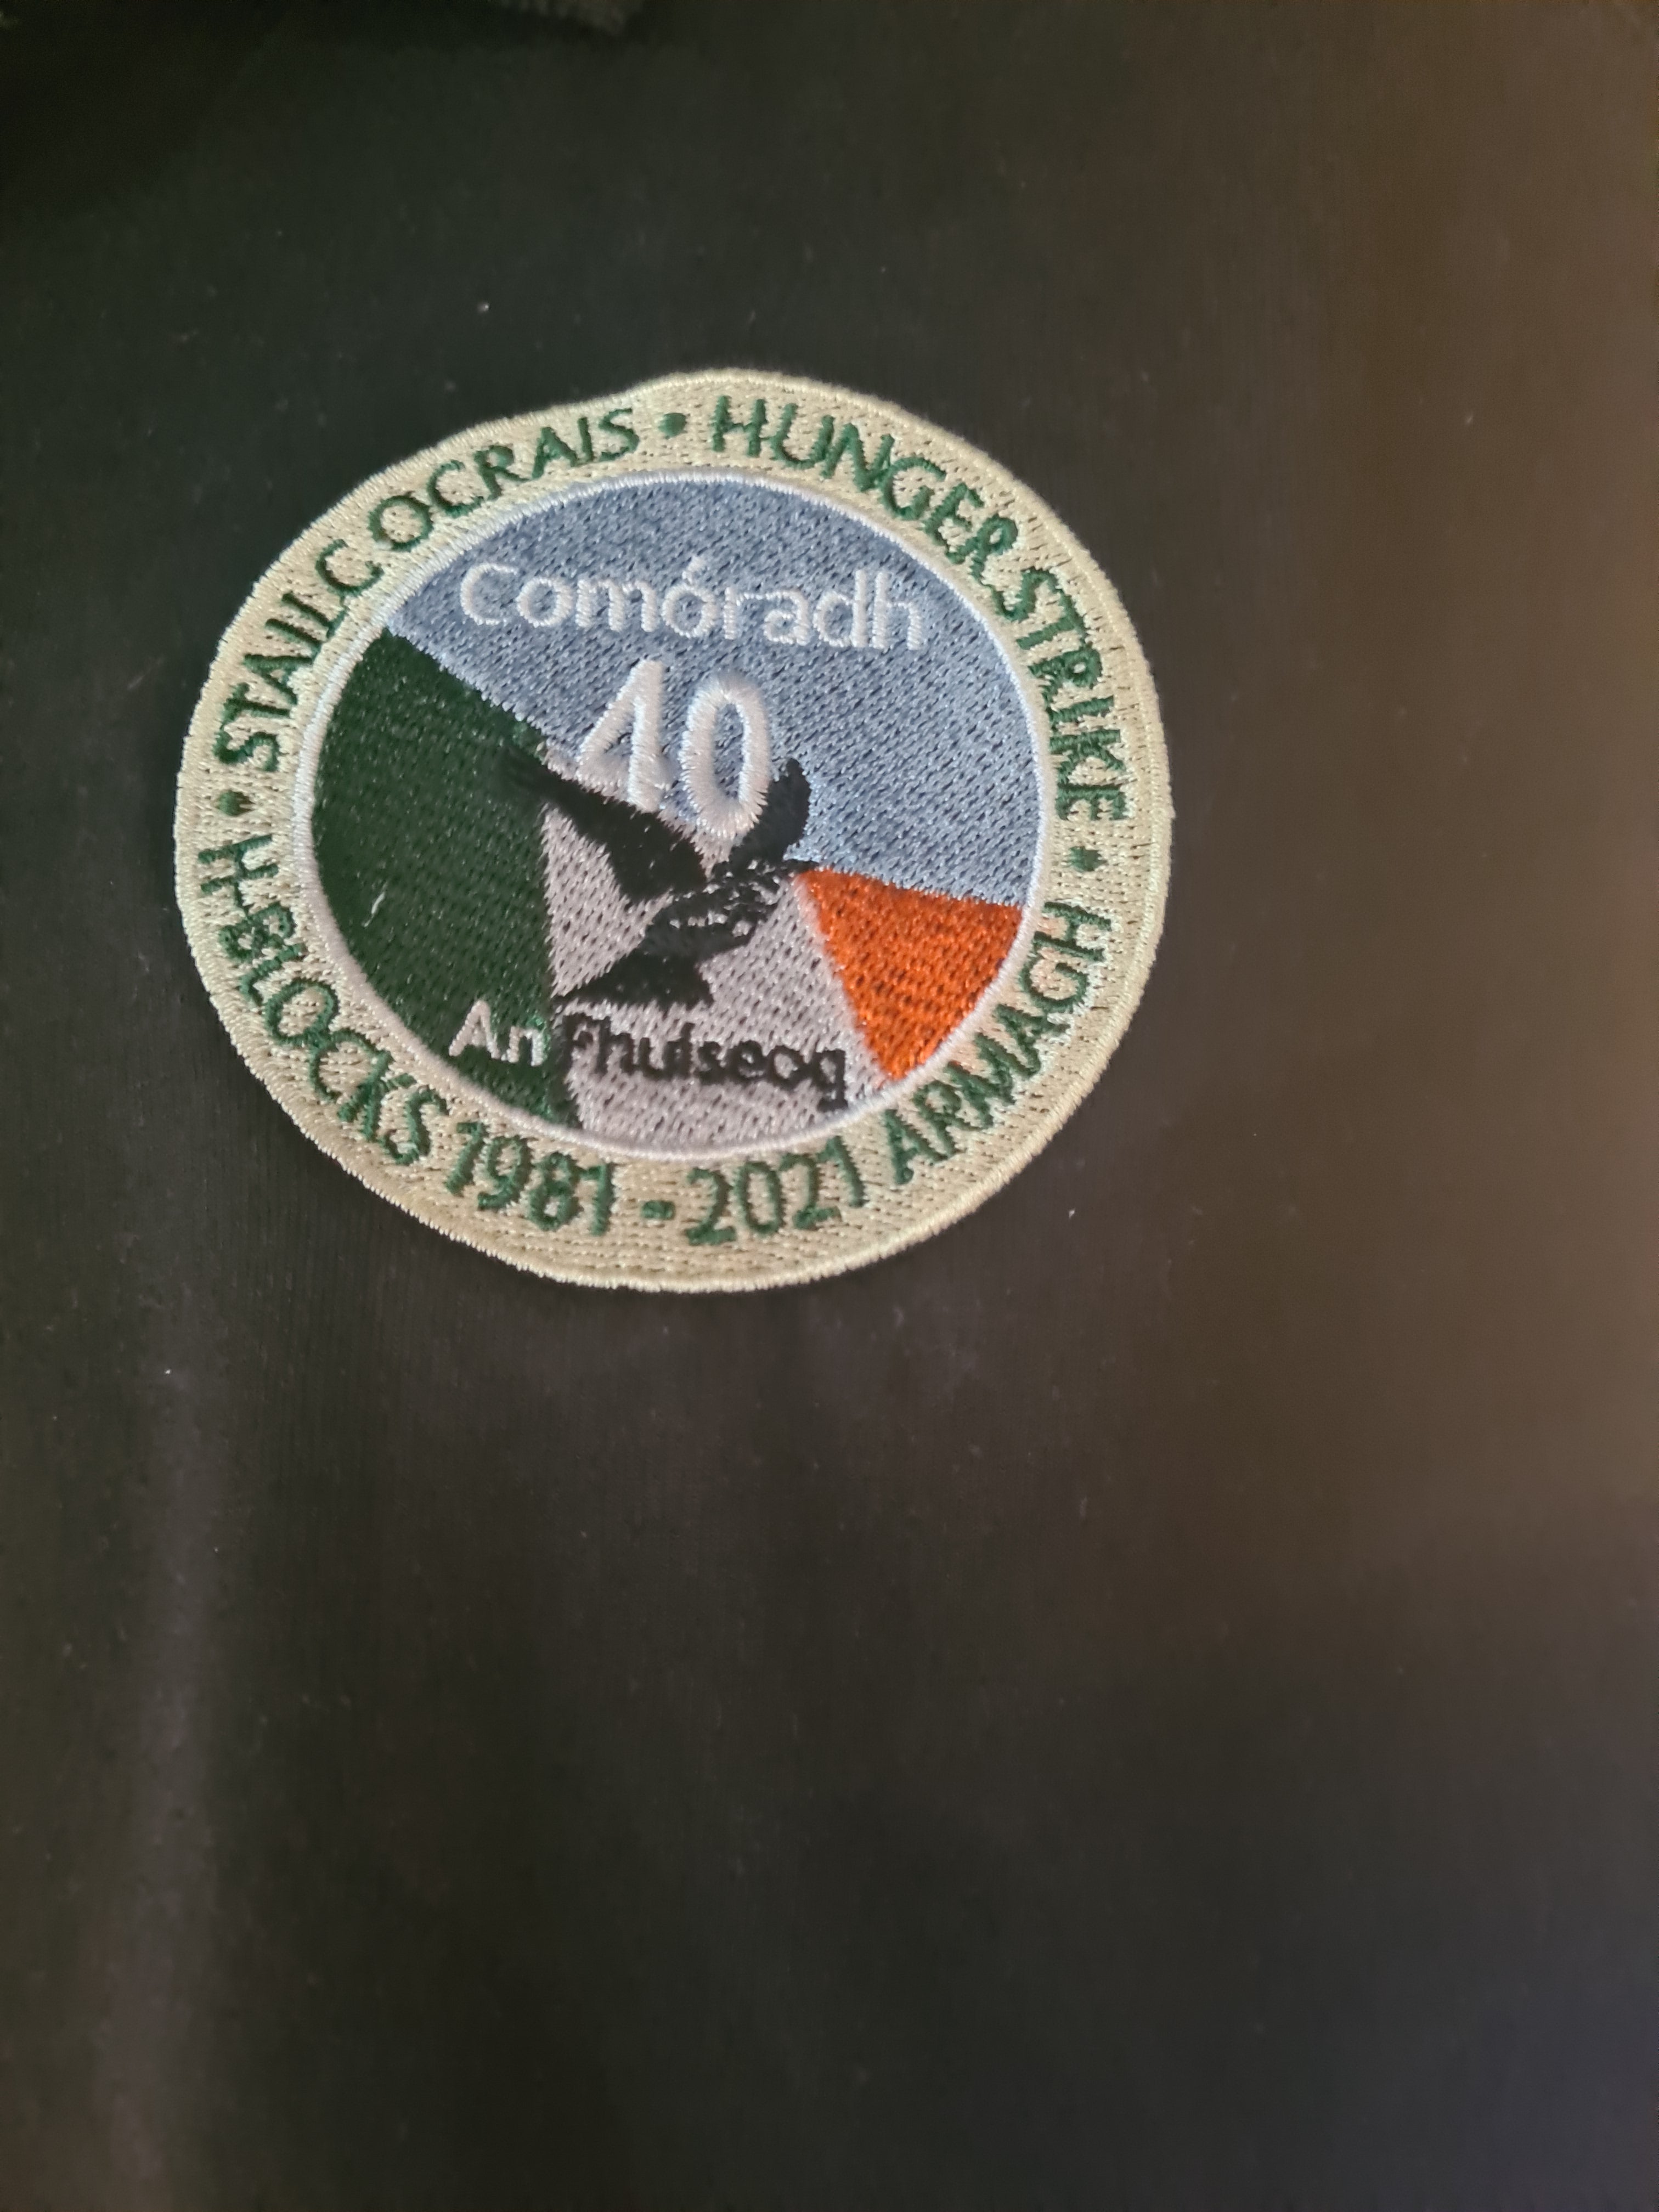 STAILC OCRAIS • HUNGER STRIKE •
H-BLOCKS 1981 - 2021 ARMAGH •
Comóradh
40
An Fhuiseog